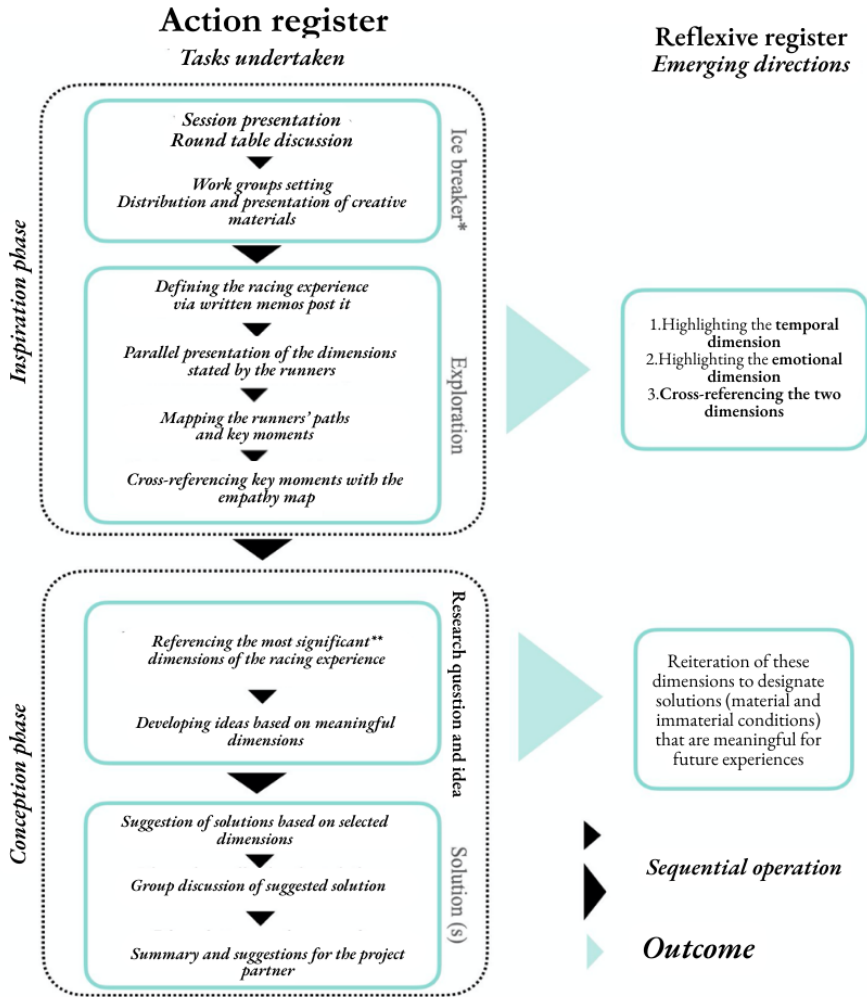 Action register
Tasks undertaken
Reflexive register
Emerging directions
Inspiration phase
Session presentation
Round table discussion
Work groups setting
Distribution and presentation of creative
materials
Ice breaker*
Defining the racing experience
via written memos post it
Parallel presentation of the dimensions
stated by the runners
Mapping the runners’ paths
and key moments
Cross-referencing key moments with the
empathy map
Exploration
1.Highlighting the temporal
dimension
2.Highlighting the emotional
dimension
3.Cross-referencing the two
dimensions
Conception phase
Referencing the most significant**
dimensions of the racing experience
Developing ideas based on meaningful
dimensions
Research question and idea
Reiteration of these
dimensions to designate
solutions (material and
immaterial conditions)
that are meaningful for
future experiences
Suggestion of solutions based on selected
dimensions
Group discussion of suggested solution
Summary and suggestions for the project
partner
Solution (s)
Sequential operation
Outcome